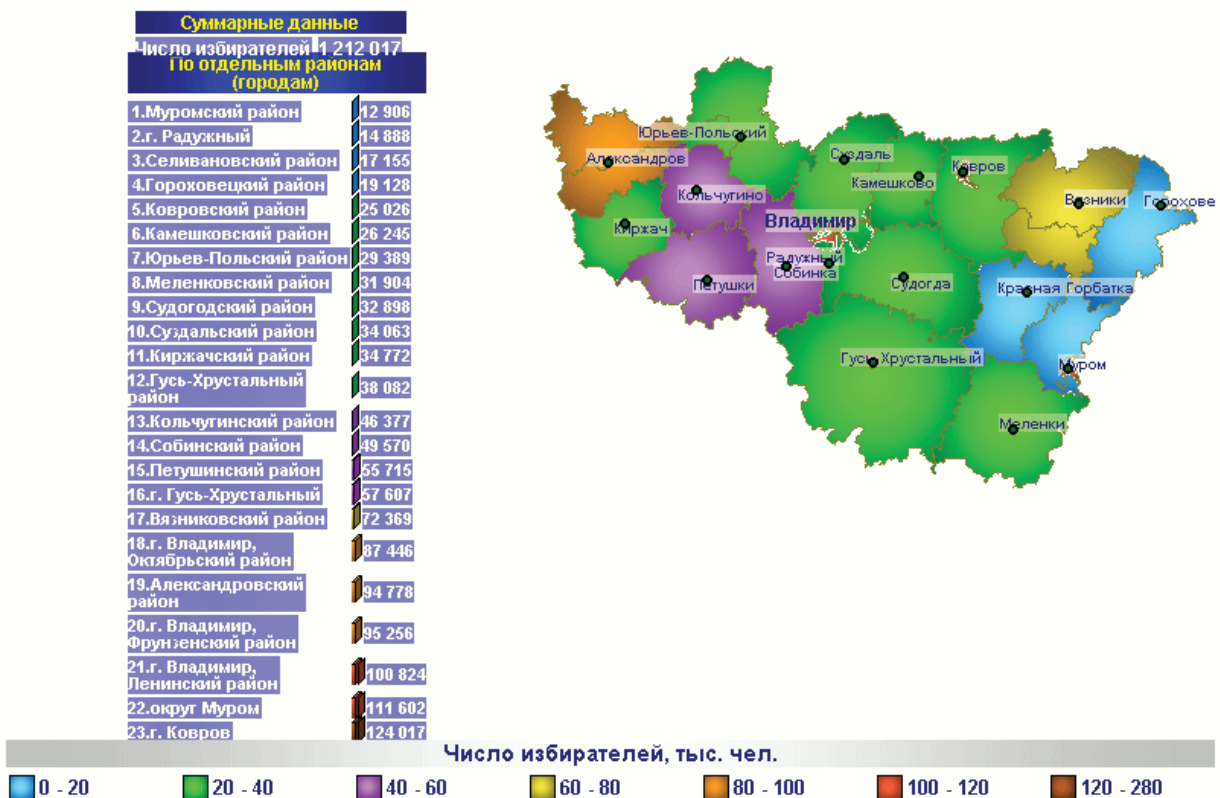 Суммарные данные
Число избирателей 1 212 017
По отдельным районам
(городам)
1.Муромский район 12 906
2.г. Радужный 14 888
3.Селивановский район 17 155
4.Гороховецкий район 19 128
5.Ковровский район 25 026
6.Камешковский район 26 245
7.Юрьев-Польский район 29 389
8.Меленковский район 31 904
9.Судогодский район 32 898
10.Суздальский район 34 063
11.Киржачский район 34 772
12.Гусь-Хрустальный
район 38 082
13.Кольчугинский район 46 377
14.Собинский район 49 570
15.Петушинский район 55 715
16.г. Гусь-Хрустальный 57 607
17.Вязниковский район 72 369
18.г. Владимир,
Октябрьский район 87 446
19.Александровский
район 94 778
20.г. Владимир,
Фрунзенский район 95 256
21.г. Владимир,
Ленинский район 100 824
22.округ Муром 111 602
23.г. Ковров 124 017
Юрьев-Польский
Александров
Суздаль
Ковров
Камешково
Кольчугино
Вязники
Горохове
Владимир
Киржач
Радужный
Собинка
Петушки
Судогда
Красная Горбатка
Гусь-Хрустальный
Муром
Меленки
Число избирателей, тыс. чел.
0 - 20 20 - 40 40 - 60 60 - 80 80 - 100 100 - 120 120 - 280